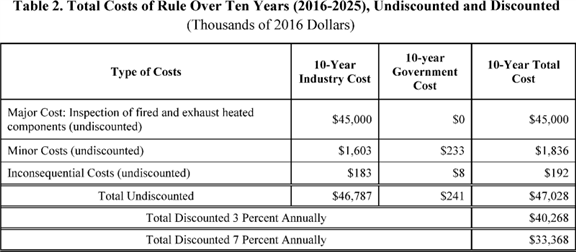 Table 2. Total Costs of Rule Over Ten Years (2016-2025), Undiscounted and Discounted
(Thousands of 2016 Dollars)
Type of Costs 10-Year Industry Cost 10-year Government Cost 10-Year Total Cost
Major Cost: Inspection of fired and exhaust heated components (undiscounted) $45,000 $0 $45,000
Minor Costs (undiscounted) $1,603 $233 $1,836
Inconsequential Costs (undiscounted) $183 $8 $192
Total Undiscounted $46,787 $241 $47,028
Total Discounted 3 Percent Annually $40,268
Total Discounted 7 Percent Annually $33,368